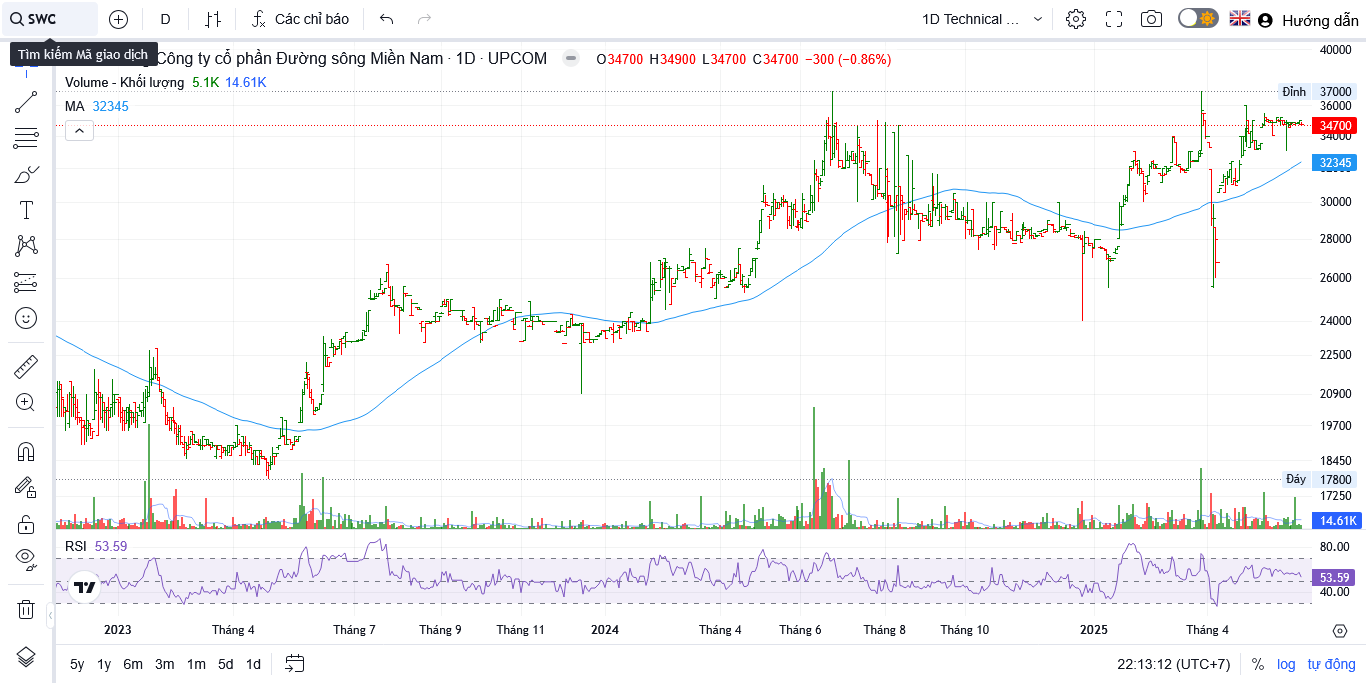 SWC
D
Các chỉ báo
1D Technical ...
Hướng dẫn
Tìm kiếm Mã giao dịch
Công ty cổ phần Đường sông Miền Nam · 1D · UPCOM
O34700 H34900 L34700 C34700 −300 (−0.86%)
Volume - Khối lượng 5.1K 14.61K
MA 32345
40000
Đỉnh 37000
36000
34700
34000
32345
30000
28000
26000
24000
22500
20900
19700
18450
Đáy 17800
17250
14.61K
RSI 53.59
80.00
53.59
40.00
2023 Tháng 4 Tháng 7 Tháng 9 Tháng 11 2024 Tháng 4 Tháng 6 Tháng 8 Tháng 10 2025 Tháng 4
5y 1y 6m 3m 1m 5d 1d
22:13:12 (UTC+7) % log tự động